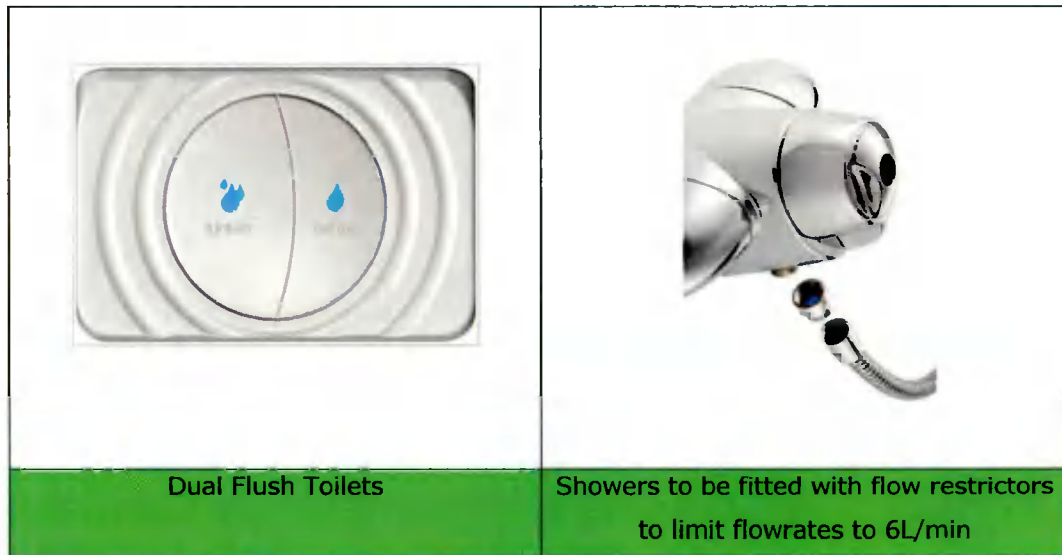 Dual Flush Toilets
Showers to be fitted with flow restrictors
to limit flowrates to 6L/min